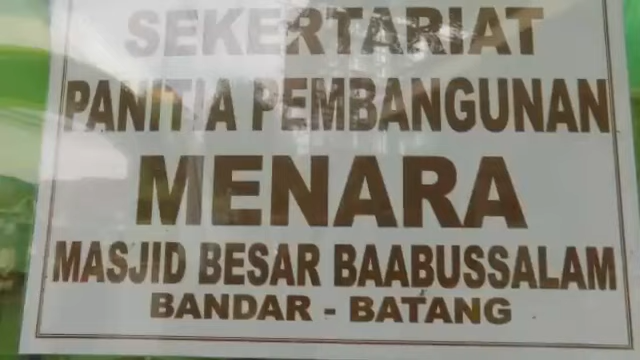 SEKERTARIAT
PANITIA PEMBANGUNAN
MENARA
MASJID BESAR BAABUSSALAM
BANDAR - BATANG